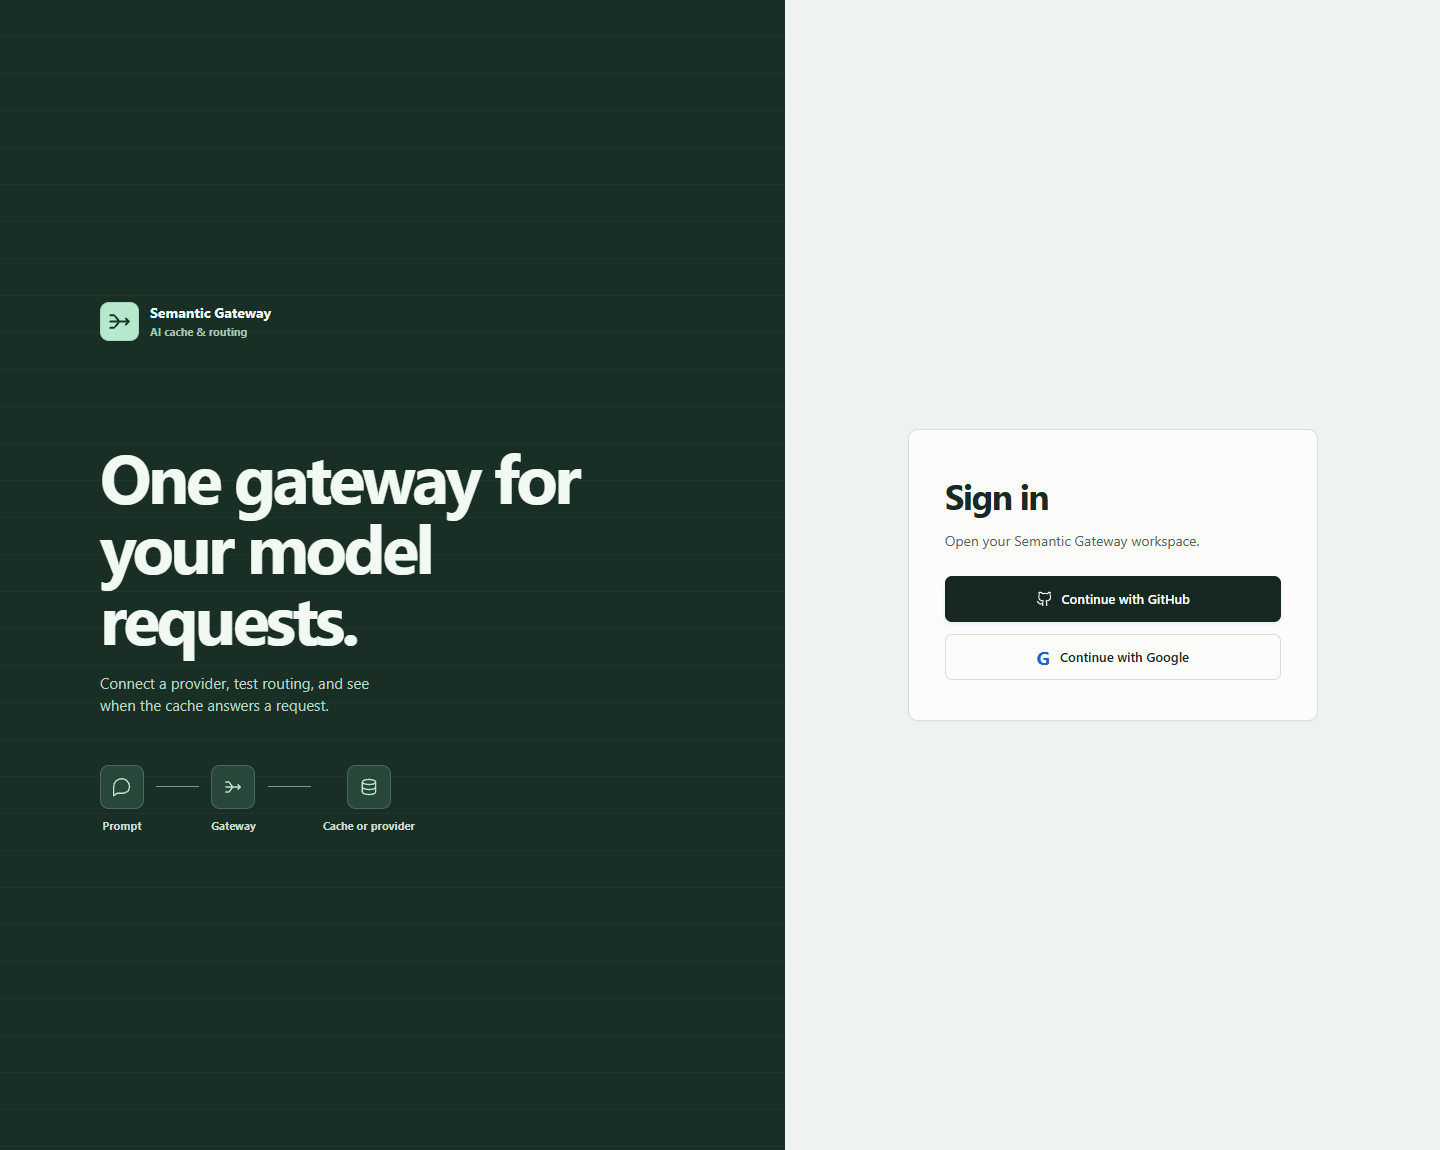 Semantic Gateway
AI cache & routing
One gateway for
your model
requests.
Connect a provider, test routing, and see
when the cache answers a request.
Prompt
Gateway
Cache or provider
Sign in
Open your Semantic Gateway workspace.
Continue with GitHub
G Continue with Google